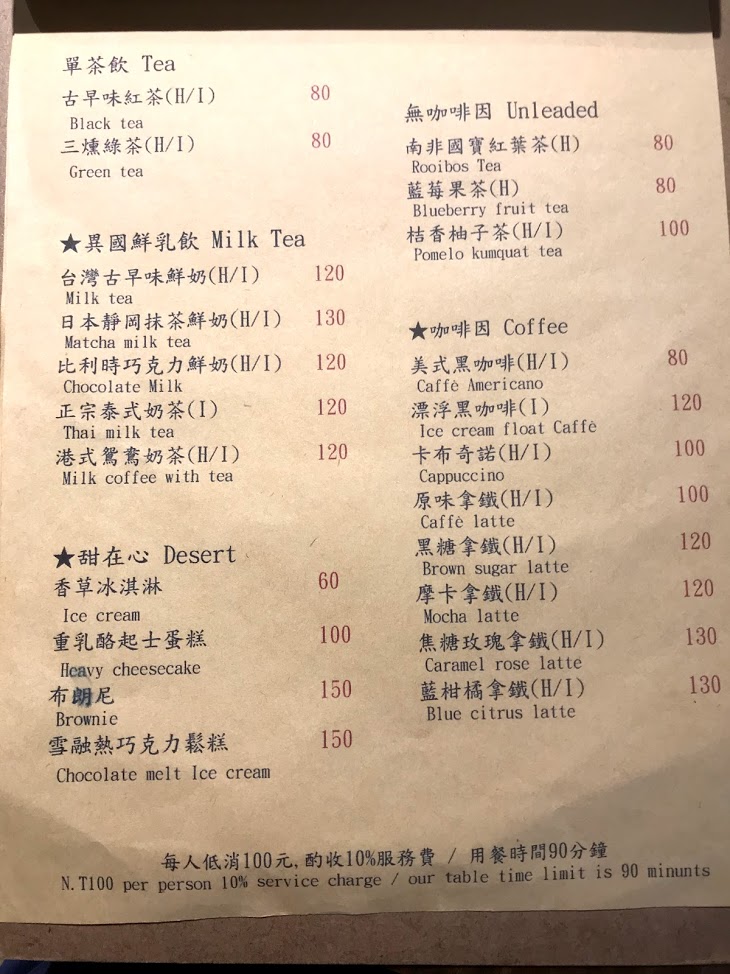 單茶飲 Tea
古早味紅茶(H/I) 80
Black tea
三燻綠茶(H/I) 80
Green tea
★異國鮮乳飲 Milk Tea
台灣古早味鮮奶(H/I) 120
Milk tea
日本靜岡抹茶鮮奶(H/I) 130
Matcha milk tea
比利時巧克力鮮奶(H/I) 120
Chocolate Milk
正宗泰式奶茶(I) 120
Thai milk tea
港式鴛鴦奶茶(H/I) 120
Milk coffee with tea
★甜在心 Desert
香草冰淇淋 60
Ice cream
重乳酪起士蛋糕 100
Heavy cheesecake
布朗尼 150
Brownie
雪融熱巧克力鬆糕 150
Chocolate melt Ice cream
無咖啡因 Unleaded
南非國寶紅葉茶(H) 80
Rooibos Tea
藍莓果茶(H) 80
Blueberry fruit tea
桔香柚子茶(H/I) 100
Pomelo kumquat tea
★咖啡因 Coffee
美式黑咖啡(H/I) 80
Caffè Americano
漂浮黑咖啡(I) 120
Ice cream float Caffè
卡布奇諾(H/I) 100
Cappuccino
原味拿鐵(H/I) 100
Caffè latte
黑糖拿鐵(H/I) 120
Brown sugar latte
摩卡拿鐵(H/I) 120
Mocha latte
焦糖玫瑰拿鐵(H/I) 130
Caramel rose latte
藍柑橘拿鐵(H/I) 130
Blue citrus latte
每人低消100元,酌收10%服務費 / 用餐時間90分鐘
N.T100 per person 10% service charge / our table time limit is 90 minunts